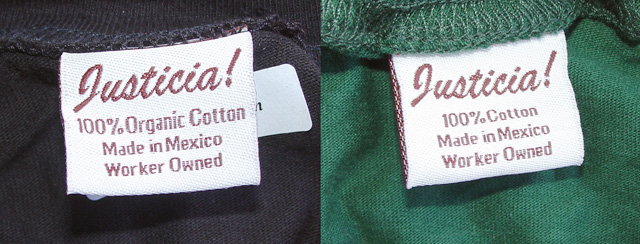 Justicia!
100% Organic Cotton
Made in Mexico
Worker Owned
Justicia!
100% Cotton
Made in Mexico
Worker Owned